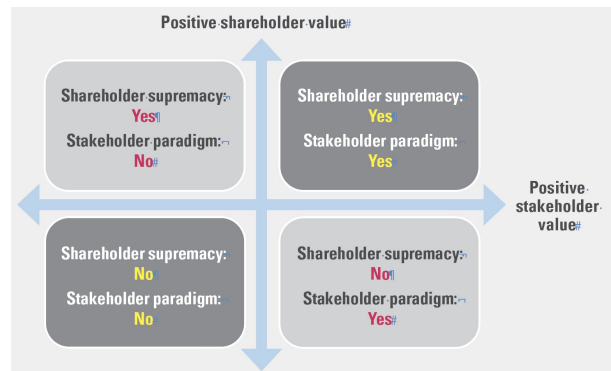 Positive shareholder value
Shareholder supremacy:
Yes
Stakeholder paradigm:
No
Shareholder supremacy:
Yes
Stakeholder paradigm:
Yes
Positive
stakeholder
value
Shareholder supremacy:
No
Stakeholder paradigm:
No
Shareholder supremacy:
No
Stakeholder paradigm:
Yes